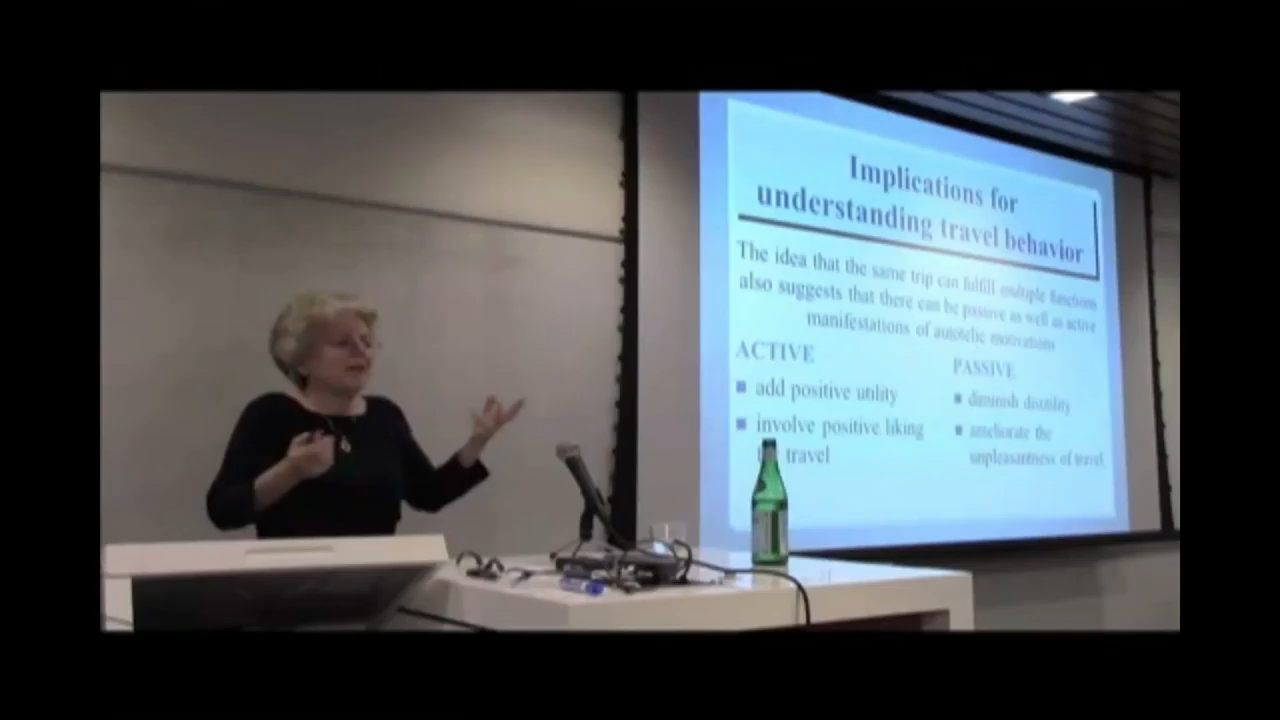 Implications for
understanding travel behavior
The idea that the same trip can fulfill multiple functions
also suggests that there can be passive as well as active
manifestations of autotelic motivations
ACTIVE
add positive utility
involve positive liking
travel
PASSIVE
diminish disutility
ameliorate the
unpleasantness of travel